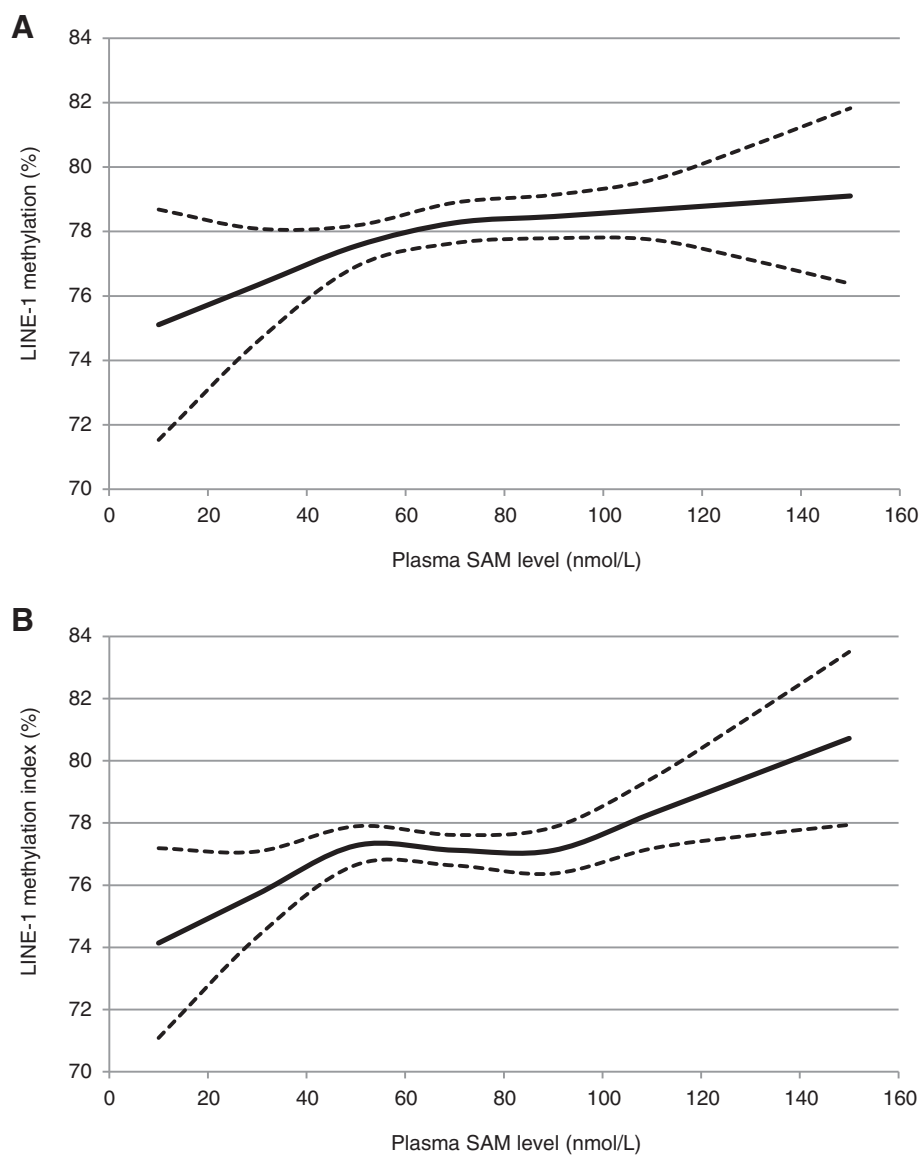 A
84
82
80
78
76
74
72
70
LINE-1 methylation (%)
0 20 40 60 80 100 120 140 160
Plasma SAM level (nmol/L)
B
84
82
80
78
76
74
72
70
LINE-1 methylation index (%)
0 20 40 60 80 100 120 140 160
Plasma SAM level (nmol/L)